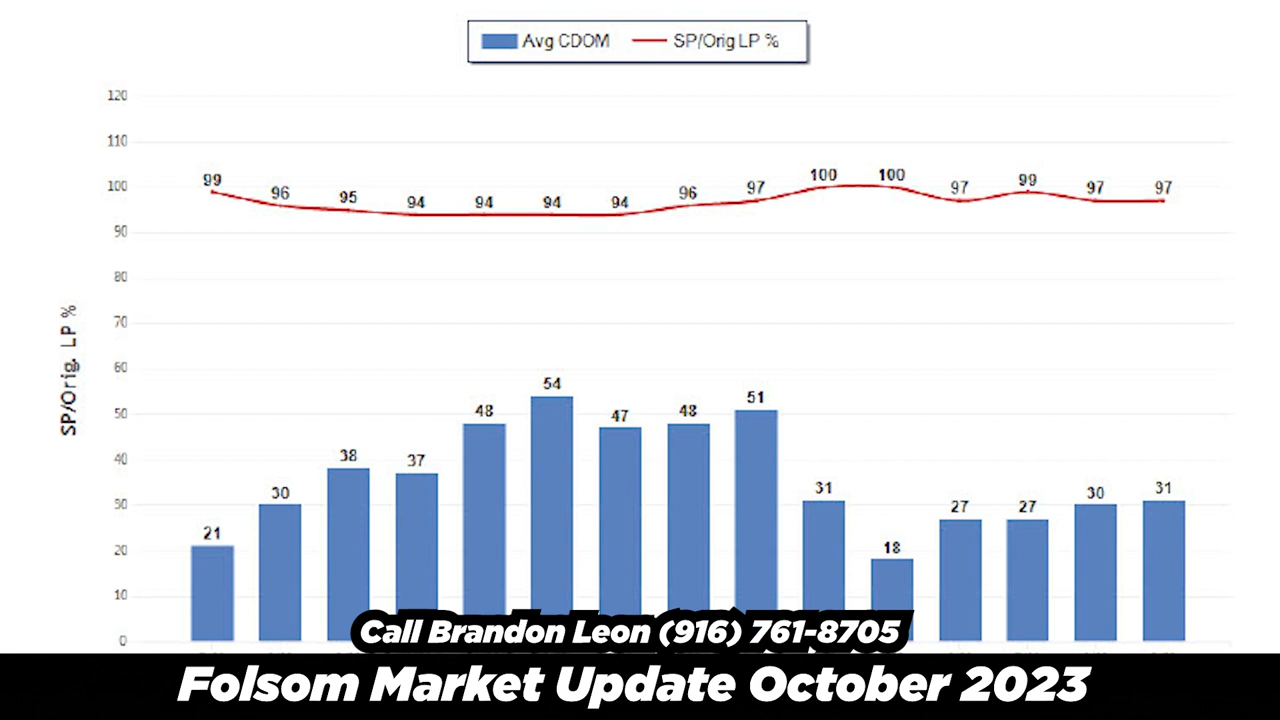 Avg CDOM SP/Orig LP %
120
110
100
90
80
70
60
50
40
30
20
10
0
SP/Orig. LP %
99 96 95 94 94 94 94 96 97 100 100 97 99 97 97
21 30 38 37 48 54 47 48 51 31 18 27 27 30 31
Call Brandon Leon (916) 761-8705
Folsom Market Update October 2023